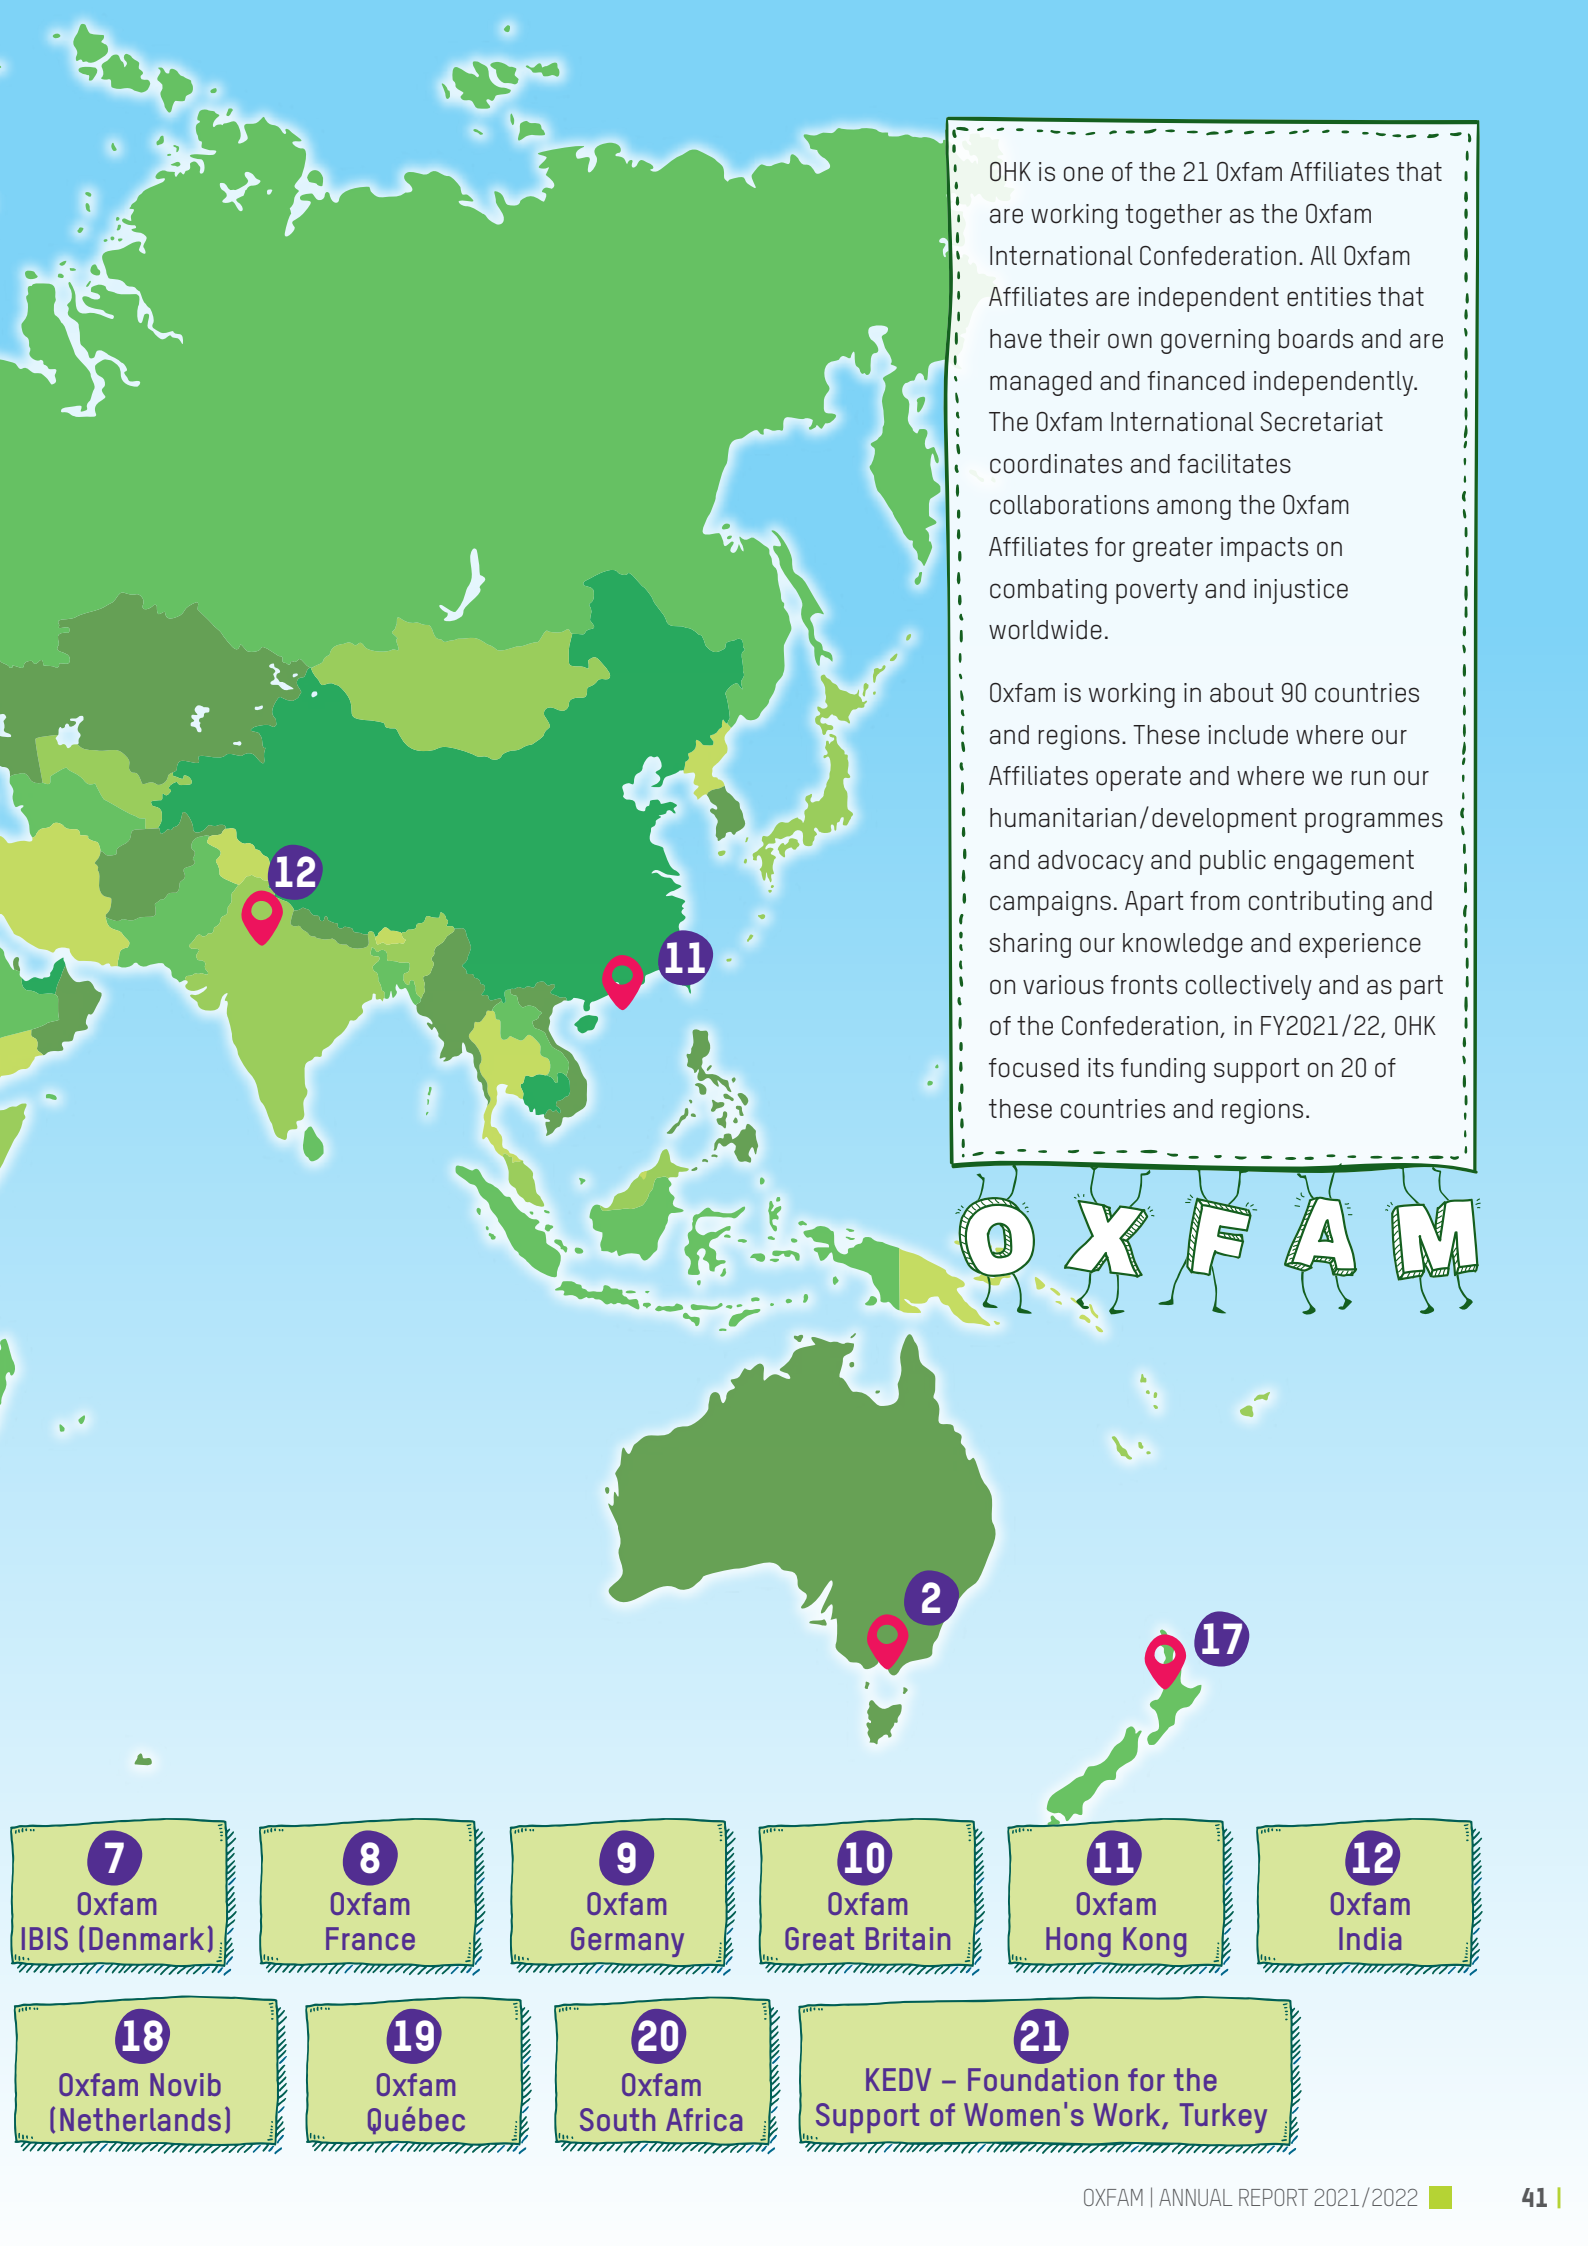 OHK is one of the 21 Oxfam Affiliates that
are working together as the Oxfam
International Confederation. All Oxfam
Affiliates are independent entities that
have their own governing boards and are
managed and financed independently.
The Oxfam International Secretariat
coordinates and facilitates
collaborations among the Oxfam
Affiliates for greater impacts on
combating poverty and injustice
worldwide.
Oxfam is working in about 90 countries
and regions. These include where our
Affiliates operate and where we run our
humanitarian/development programmes
and advocacy and public engagement
campaigns. Apart from contributing and
sharing our knowledge and experience
on various fronts collectively and as part
of the Confederation, in FY2021/22, OHK
focused its funding support on 20 of
these countries and regions.
OXFAM
12
11
2
17
7
Oxfam
IBIS (Denmark)
8
Oxfam
France
9
Oxfam
Germany
10
Oxfam
Great Britain
11
Oxfam
Hong Kong
12
Oxfam
India
18
Oxfam Novib
(Netherlands)
19
Oxfam
Québec
20
Oxfam
South Africa
21
KEDV – Foundation for the
Support of Women's Work, Turkey
OXFAM | ANNUAL REPORT 2021/2022
41